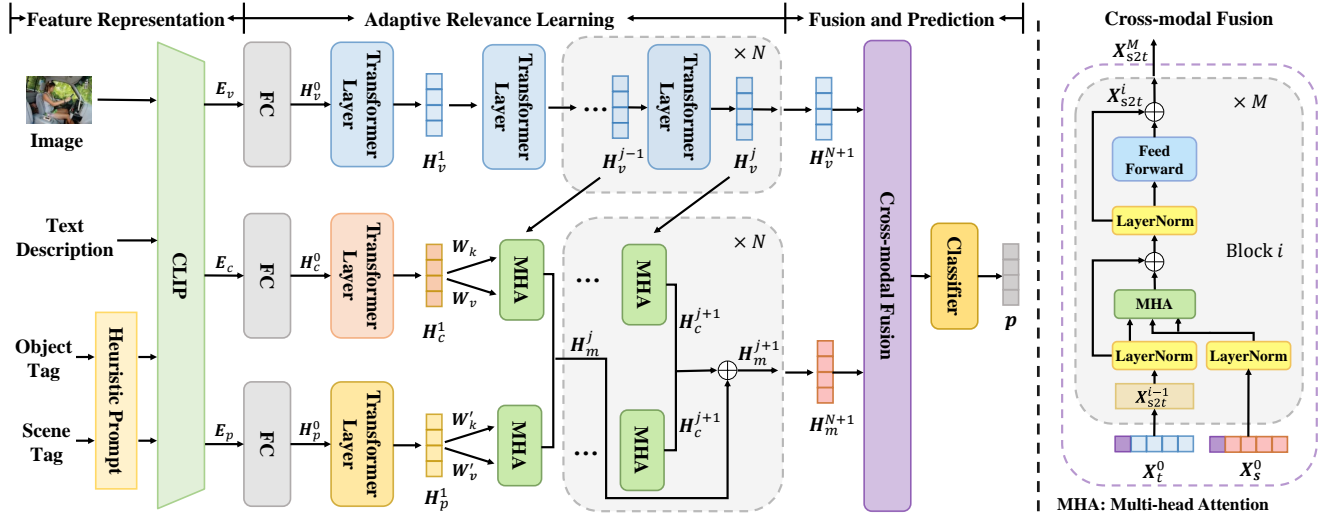 Feature Representation
Adaptive Relevance Learning
Fusion and Prediction
Cross-modal Fusion
Image
Text
Description
Object
Tag
Scene
Tag
Heuristic Prompt
CLIP
E_v
FC
H_v^0
Transformer
Layer
H_v^1
Transformer
Layer
...
H_v^{j-1}
Transformer
Layer
H_v^j
× N
H_v^{N+1}
E_c
FC
H_c^0
Transformer
Layer
H_c^1
W_k
W_v
MHA
...
MHA
× N
H_c^{j+1}
H_m^j
H_m^{j+1}
H_m^{N+1}
E_p
FC
H_p^0
Transformer
Layer
H_p^1
W'_k
W'_v
MHA
...
MHA
H_c^{j+1}
Cross-modal Fusion
Classifier
p
X_{s2t}^M
X_{s2t}^i
× M
Feed
Forward
LayerNorm
Block i
MHA
LayerNorm
LayerNorm
X_{s2t}^{i-1}
X_t^0
X_s^0
MHA: Multi-head Attention